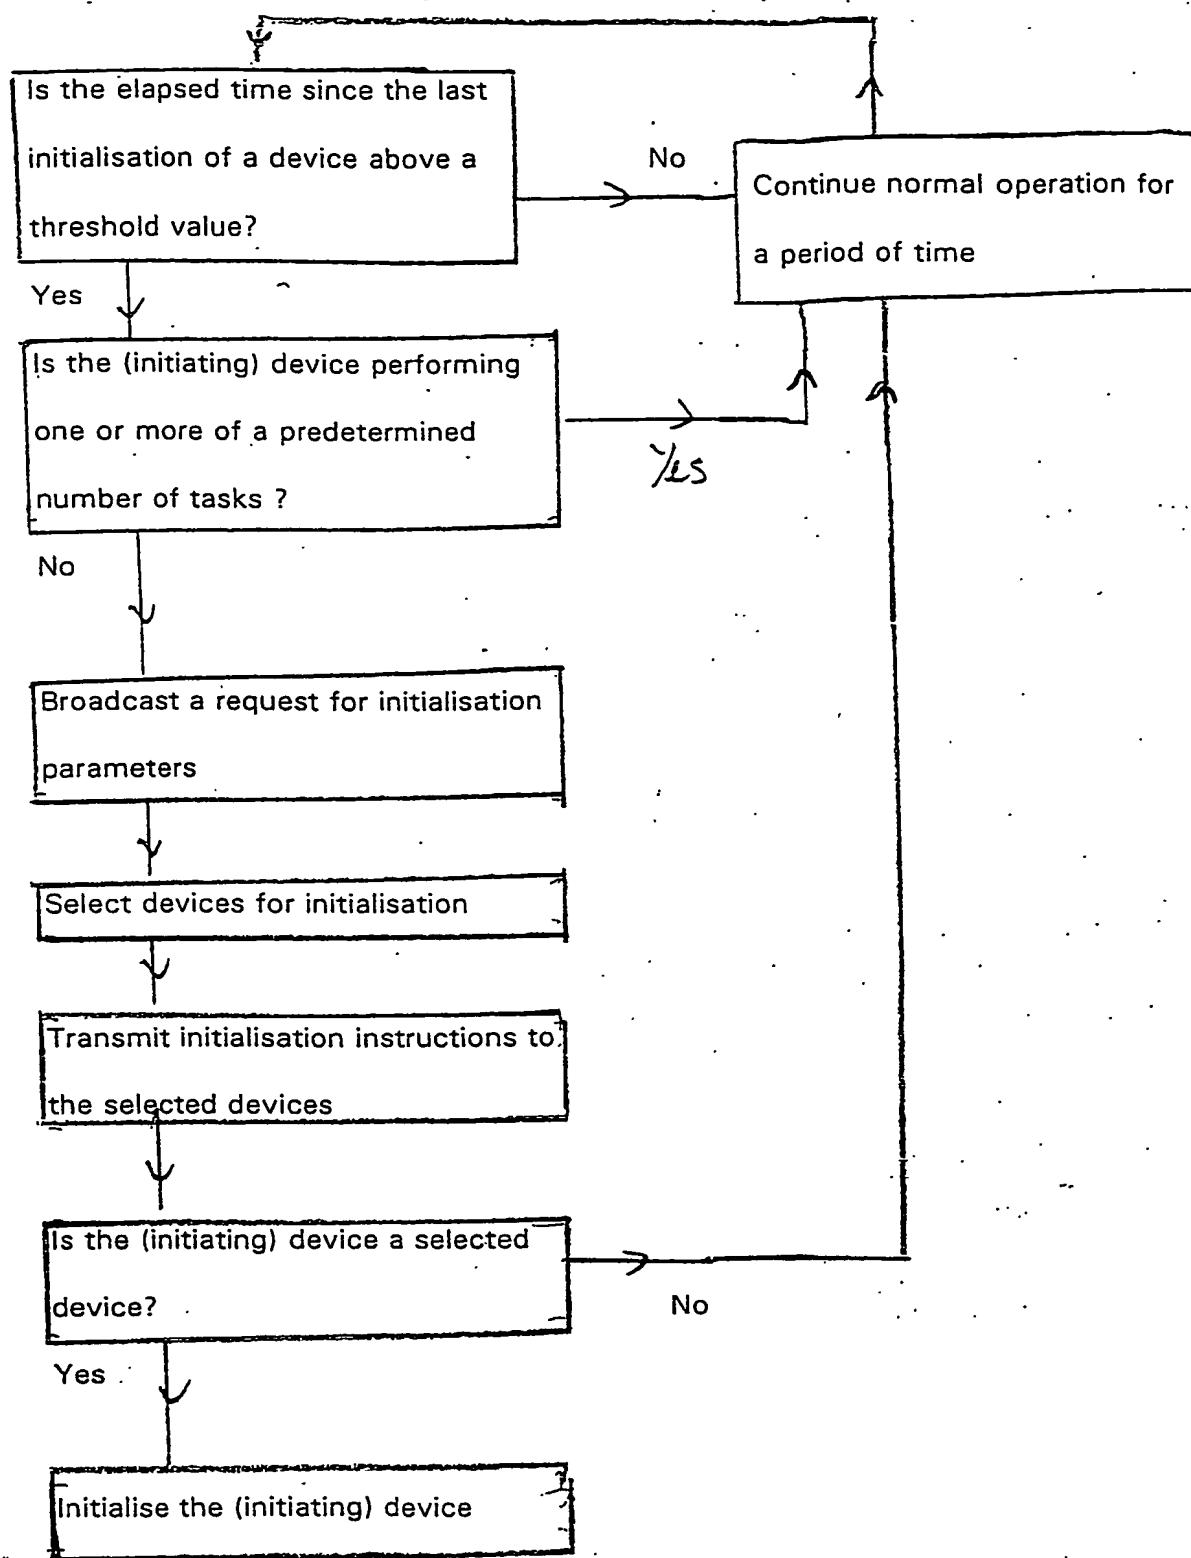 Is the elapsed time since the last
initialisation of a device above a
threshold value?
No
Continue normal operation for
a period of time
Yes
Is the (initiating) device performing
one or more of a predetermined
number of tasks ?
Yes
No
Broadcast a request for initialisation
parameters
Select devices for initialisation
Transmit initialisation instructions to
the selected devices
Is the (initiating) device a selected
device?
No
Yes
Initialise the (initiating) device